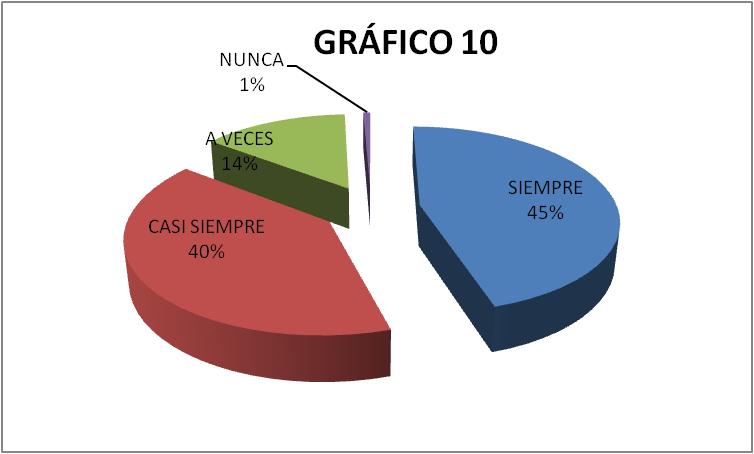 GRÁFICO 10
NUNCA
1%
A VECES
14%
SIEMPRE
45%
CASI SIEMPRE
40%